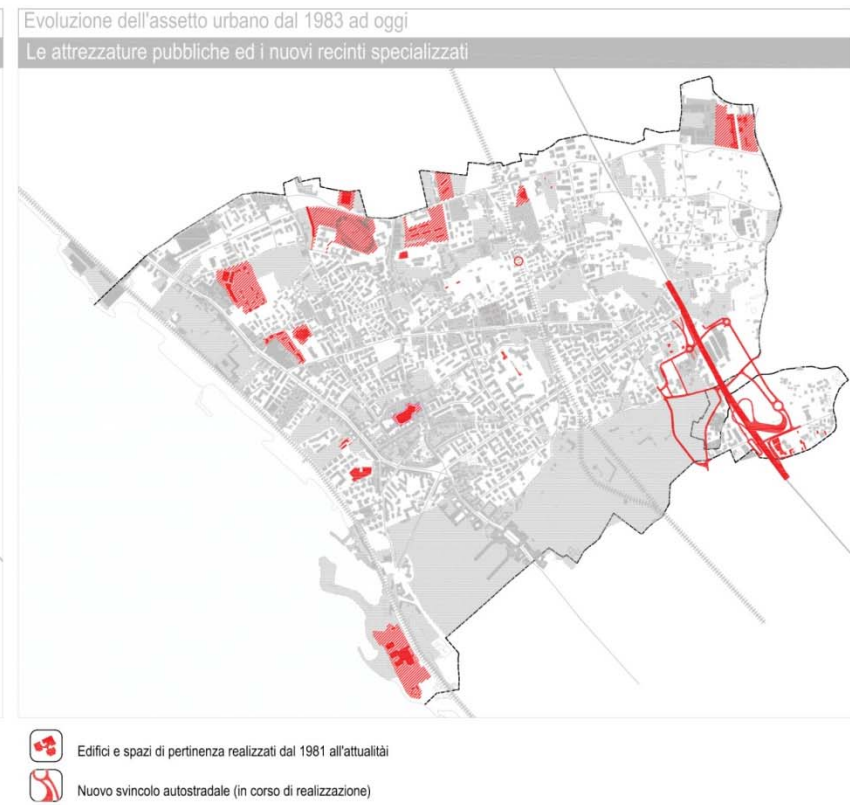 Evoluzione dell'assetto urbano dal 1983 ad oggi
Le attrezzature pubbliche ed i nuovi recinti specializzati
Edifici e spazi di pertinenza realizzati dal 1981 all'attualitài
Nuovo svincolo autostradale (in corso di realizzazione)